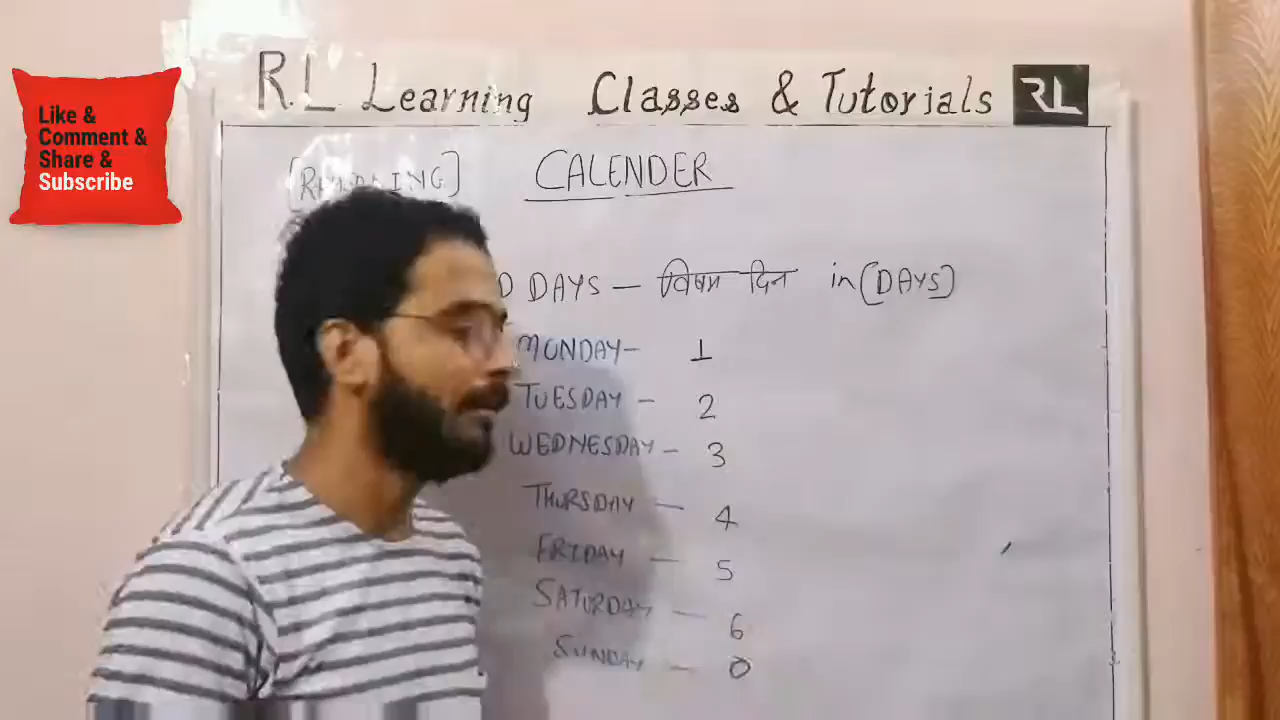 Like &
Comment &
Share &
Subscribe
RL Learning Classes & Tutorials RL
CALENDER
DAYS — विषम दिन in [DAYS]
MONDAY - 1
TUESDAY - 2
WEDNESDAY - 3
THURSDAY - 4
FRIDAY - 5
SATURDAY - 6
SUNDAY - 0